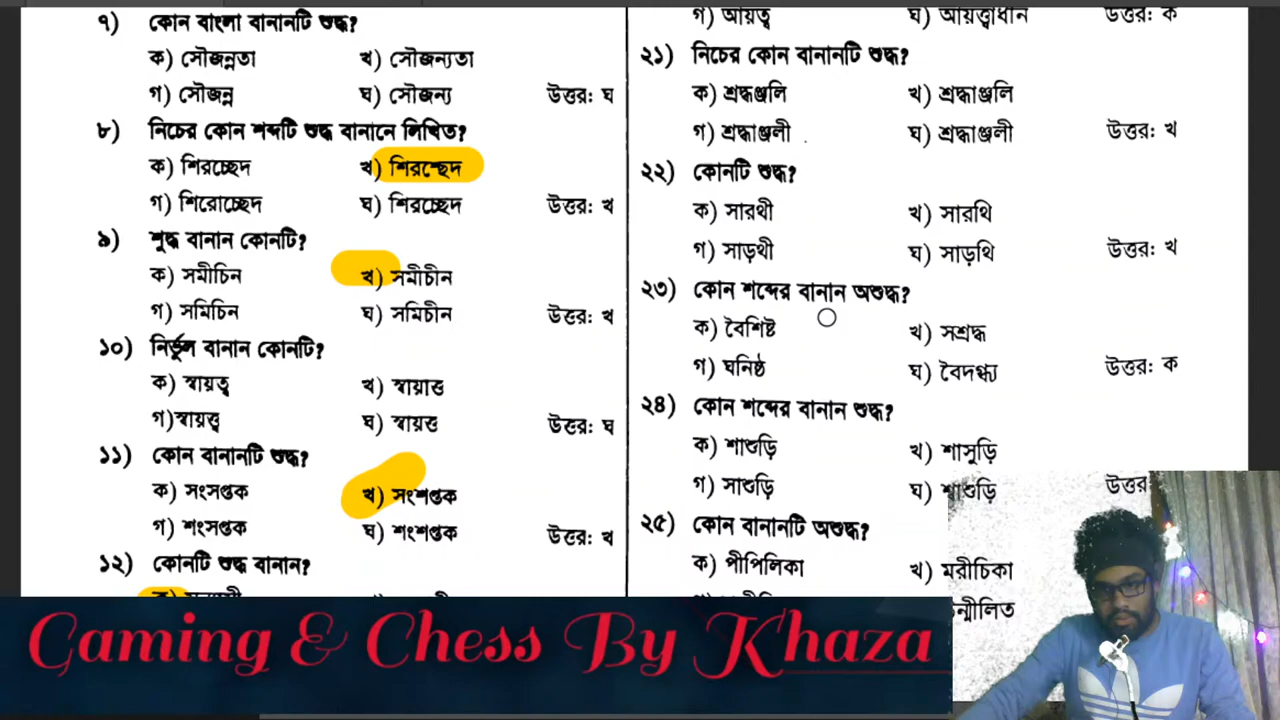 ৭) কোন বাংলা বানানটি শুদ্ধ?
ক) সৌজন্নতা খ) সৌজন্যতা
গ) সৌজন্ন ঘ) সৌজন্য উত্তর: ঘ
৮) নিচের কোন শব্দটি শুদ্ধ বানানে লিখিত?
ক) শিরচ্ছেদ খ) শিরশ্ছেদ
গ) শিরোচ্ছেদ ঘ) শিরচ্ছেদ উত্তর: খ
৯) শুদ্ধ বানান কোনটি?
ক) সমীচিন খ) সমীচীন
গ) সমিচিন ঘ) সমিচীন উত্তর: খ
১০) নির্ভুল বানান কোনটি?
ক) স্বায়ত্ব খ) স্বায়াত্ত
গ)স্বায়ত্ত্ব ঘ) স্বায়ত্ত উত্তর: ঘ
১১) কোন বানানটি শুদ্ধ?
ক) সংসপ্তক খ) সংশপ্তক
গ) শংসপ্তক ঘ) শংশপ্তক উত্তর: খ
১২) কোনটি শুদ্ধ বানান?
গ) আয়ত্ব ঘ) আয়ত্ত্বাধীন উত্তর: ক
২১) নিচের কোন বানানটি শুদ্ধ?
ক) শ্রদ্ধঞ্জলি খ) শ্রদ্ধাঞ্জলি
গ) শ্রদ্ধাঞ্জলী ঘ) শ্রদ্ধাঞ্জলী উত্তর: খ
২২) কোনটি শুদ্ধ?
ক) সারথী খ) সারথি
গ) সাড়থী ঘ) সাড়থি উত্তর: খ
২৩) কোন শব্দের বানান অশুদ্ধ?
ক) বৈশিষ্ট খ) সশ্রদ্ধ
গ) ঘনিষ্ঠ ঘ) বৈদগ্ধ্য উত্তর: ক
২৪) কোন শব্দের বানান শুদ্ধ?
ক) শাশুড়ি খ) শাসুড়ি
গ) সাশুড়ি ঘ) শ্বাশুড়ি উত্তর
২৫) কোন বানানটি অশুদ্ধ?
ক) পীপিলিকা খ) মরীচিকা
Gaming & Chess By Khaza